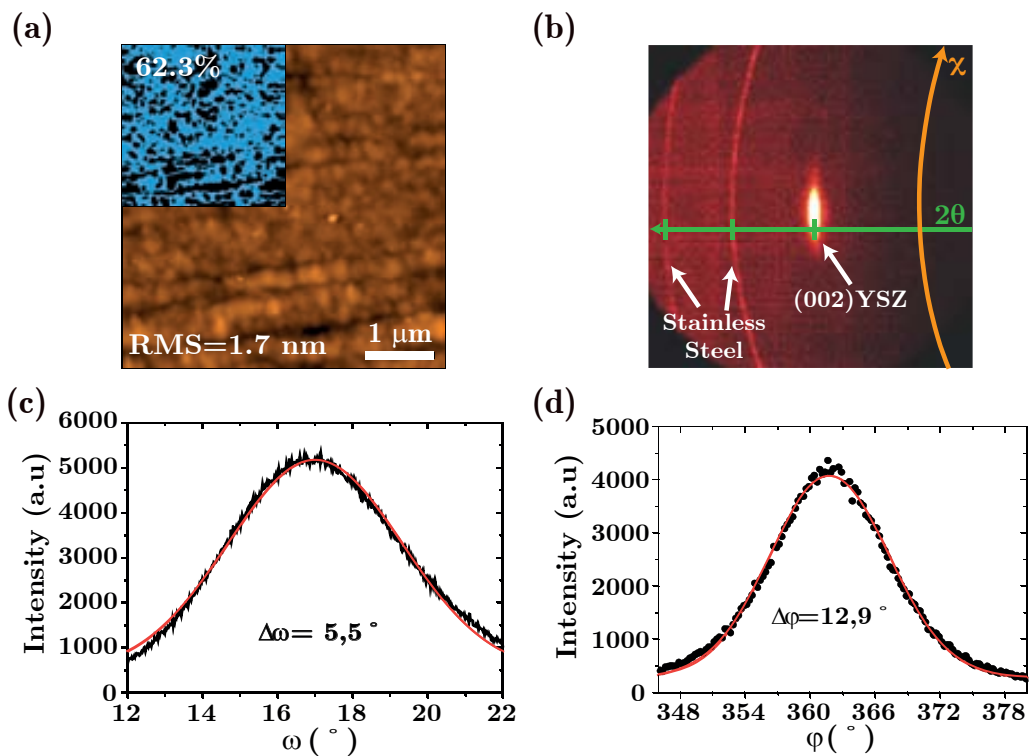 (a)
62.3%
RMS=1.7 nm
1 μm
(b)
χ
2θ
(002)YSZ
Stainless
Steel
(c)
6000
5000
4000
3000
2000
1000
0
Intensity (a.u)
Δω= 5,5°
12 14 16 18 20 22
ω(°)
(d)
5000
4000
3000
2000
1000
0
Intensity (a.u)
Δφ=12,9°
348 354 360 366 372 378
φ(°)